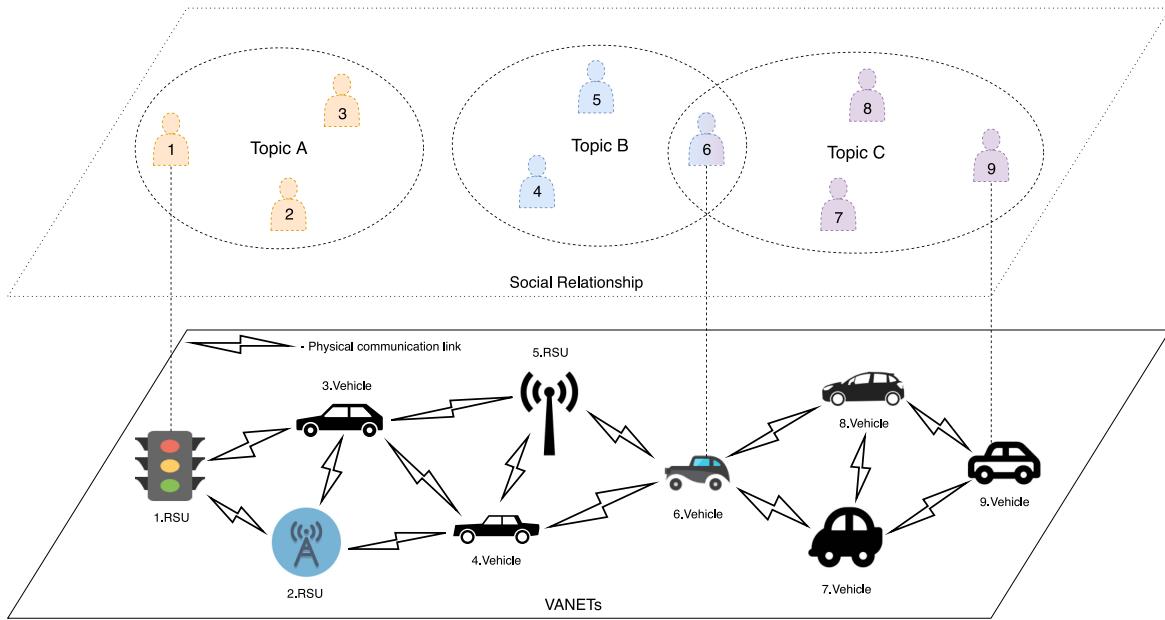 3
5
8
1
Topic A
Topic B
6
Topic C
9
4
2
7
Social Relationship
- Physical communication link
5.RSU
3.Vehicle
8.Vehicle
9.Vehicle
1.RSU
6.Vehicle
4.Vehicle
7.Vehicle
2.RSU
VANETs